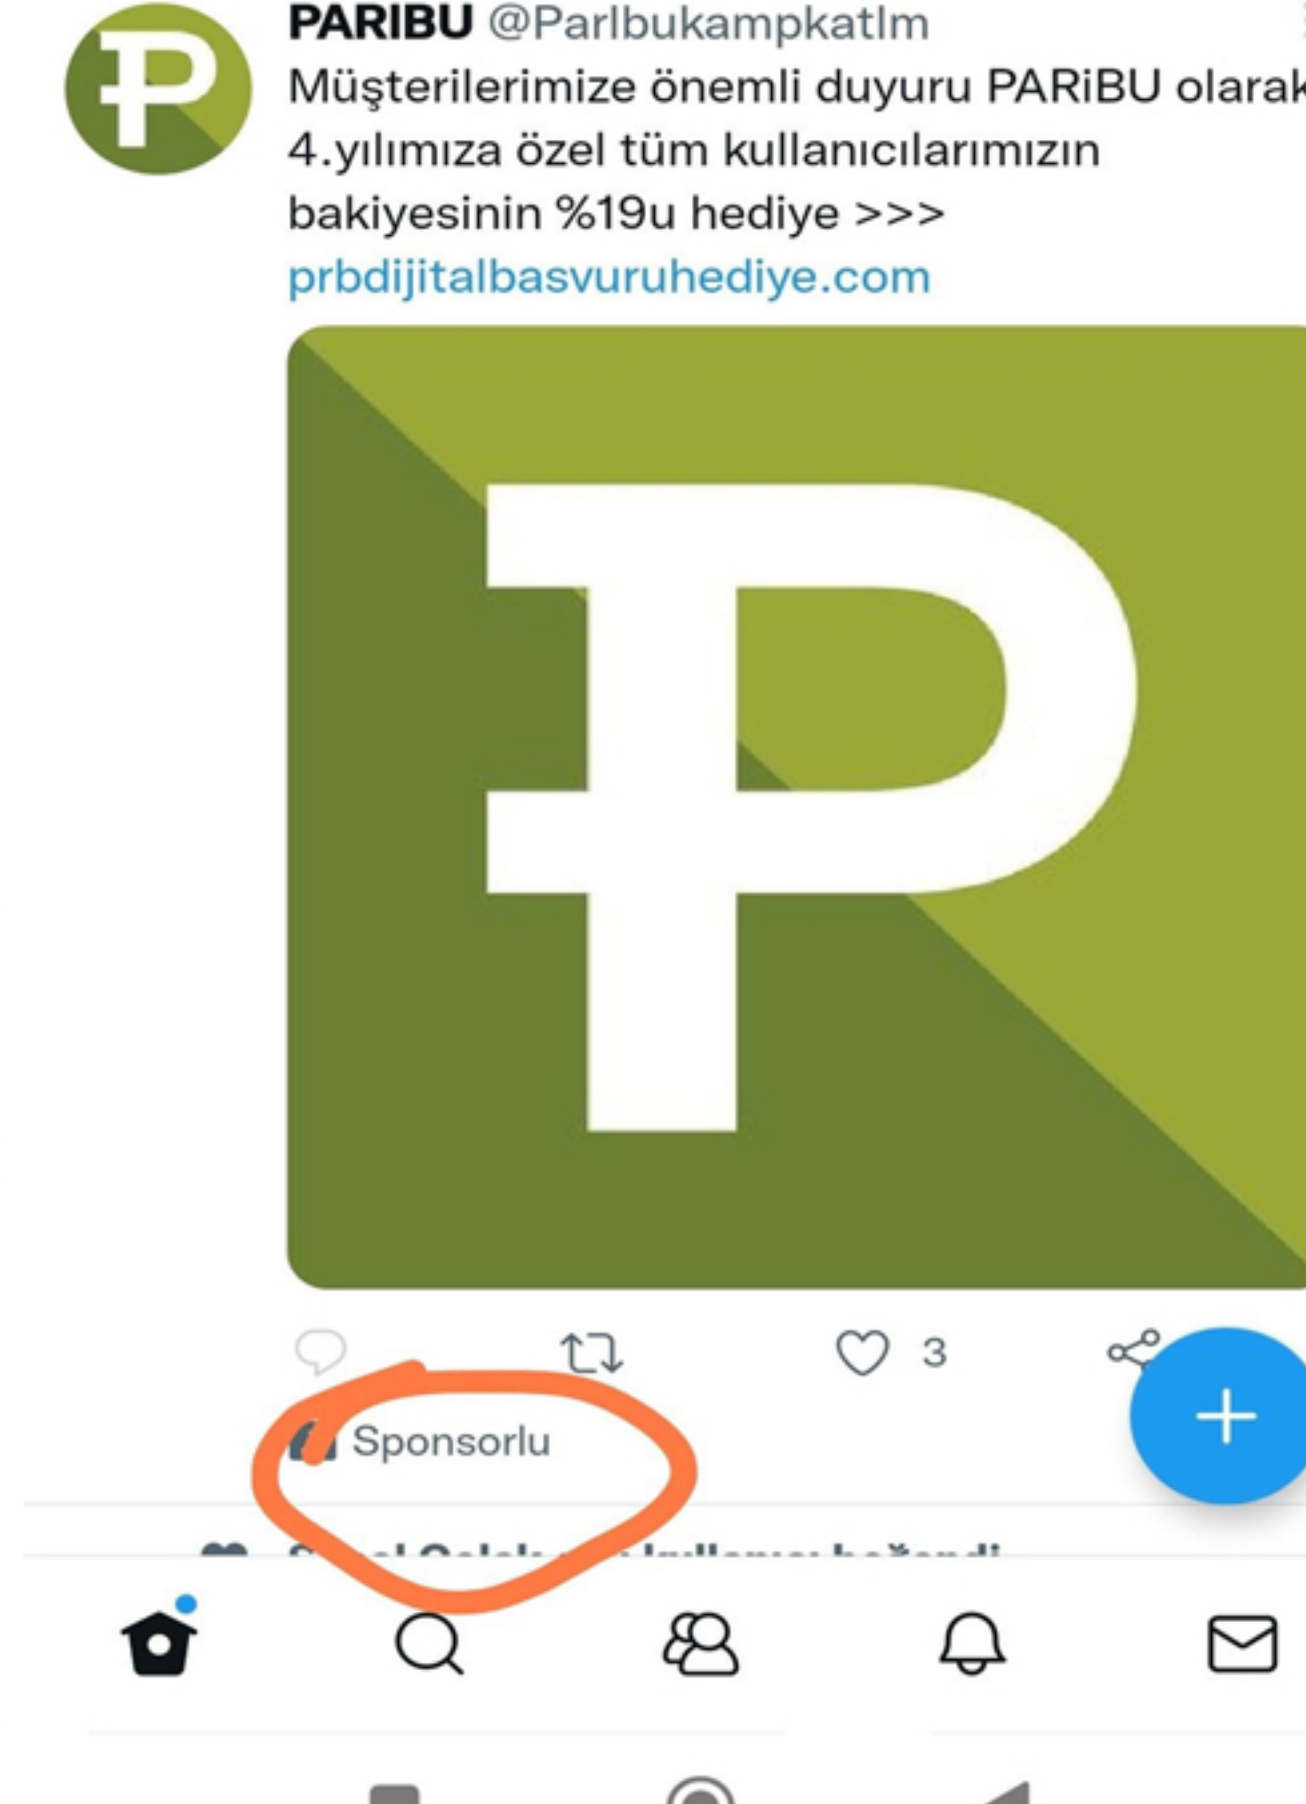 PARIBU @Parlbukampkatlm
Müşterilerimize önemli duyuru PARiBU olarak
4.yılımıza özel tüm kullanıcılarımızın
bakiyesinin %19u hediye >>>
prbdijitalbasvuruhediye.com
3
Sponsorlu